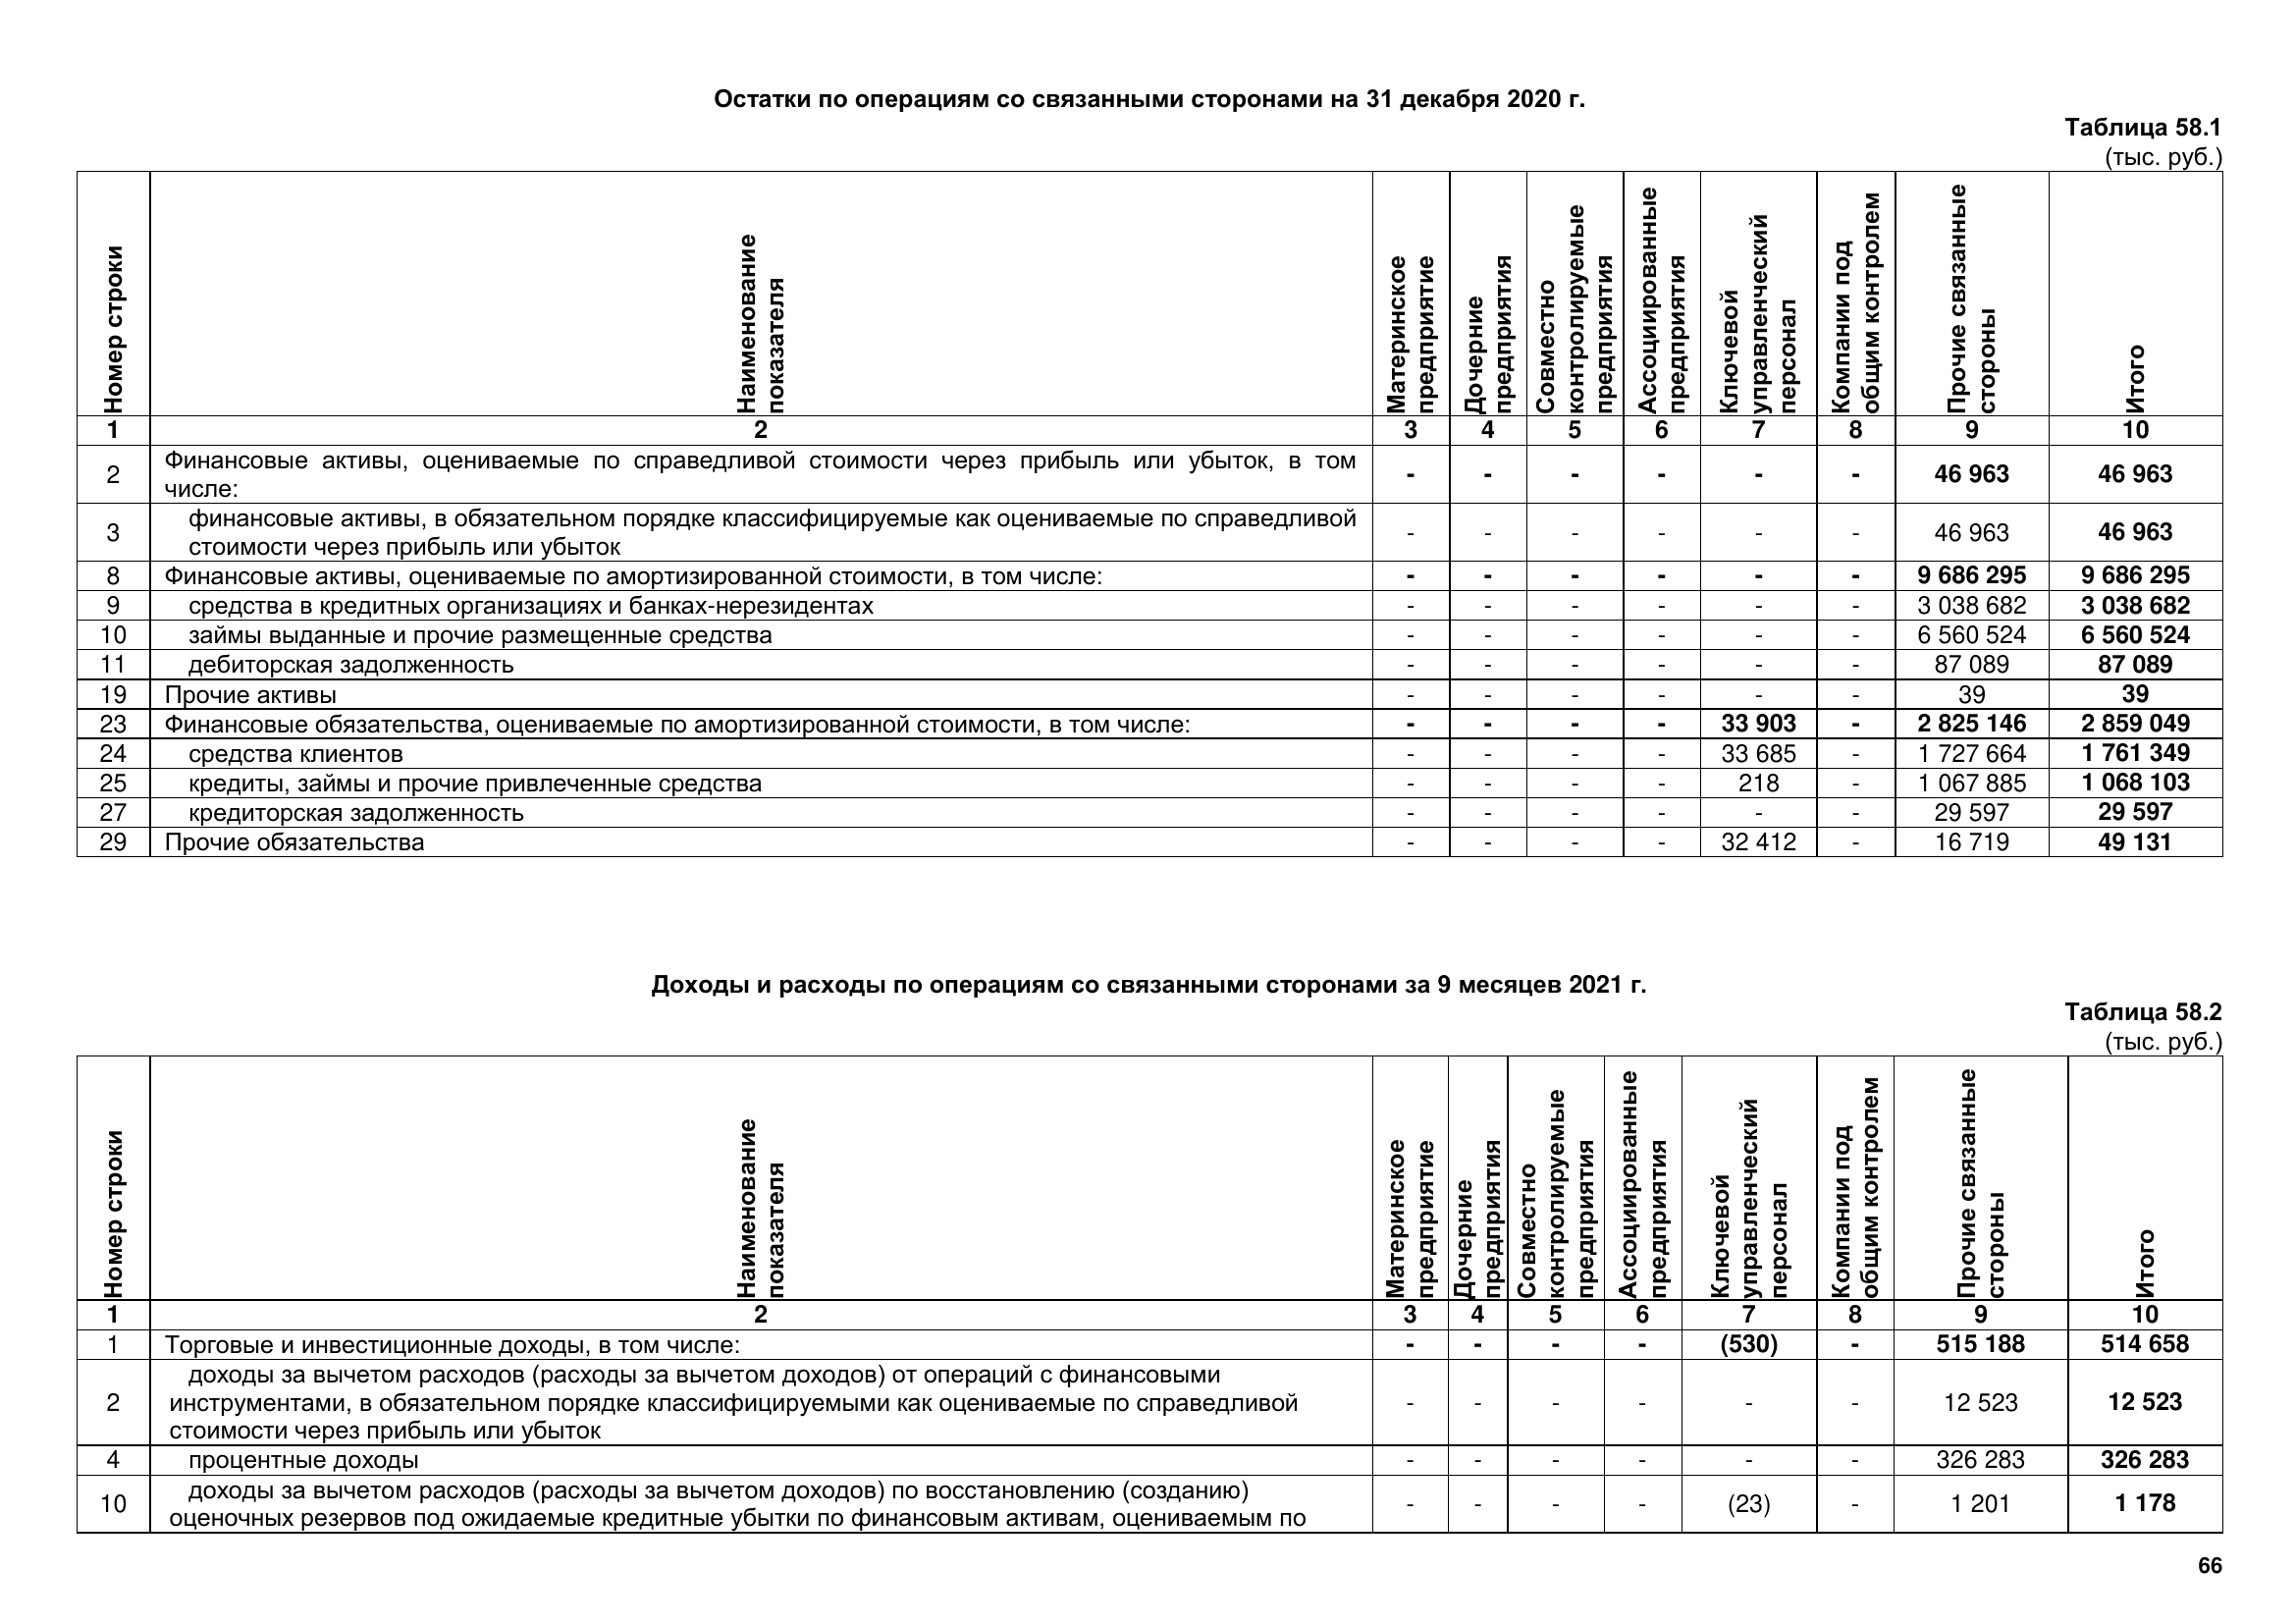 Остатки по операциям со связанными сторонами на 31 декабря 2020 г.
Таблица 58.1
(тыс. руб.)
Номер строки
Наименование
показателя
Материнское
предприятие
Дочерние
предприятия
Совместно
контролируемые
предприятия
Ассоциированные
предприятия
Ключевой
управленческий
персонал
Компании под
общим контролем
Прочие связанные
стороны
Итого
1 2 3 4 5 6 7 8 9 10
2 Финансовые активы, оцениваемые по справедливой стоимости через прибыль или убыток, в том
числе: - - - - - - 46 963 46 963
3 финансовые активы, в обязательном порядке классифицируемые как оцениваемые по справедливой
стоимости через прибыль или убыток - - - - - - 46 963 46 963
8 Финансовые активы, оцениваемые по амортизированной стоимости, в том числе: - - - - - - 9 686 295 9 686 295
9 средства в кредитных организациях и банках-нерезидентах - - - - - - 3 038 682 3 038 682
10 займы выданные и прочие размещенные средства - - - - - - 6 560 524 6 560 524
11 дебиторская задолженность - - - - - - 87 089 87 089
19 Прочие активы - - - - - - 39 39
23 Финансовые обязательства, оцениваемые по амортизированной стоимости, в том числе: - - - - 33 903 - 2 825 146 2 859 049
24 средства клиентов - - - - 33 685 - 1 727 664 1 761 349
25 кредиты, займы и прочие привлеченные средства - - - - 218 - 1 067 885 1 068 103
27 кредиторская задолженность - - - - - - 29 597 29 597
29 Прочие обязательства - - - - 32 412 - 16 719 49 131
Доходы и расходы по операциям со связанными сторонами за 9 месяцев 2021 г.
Таблица 58.2
(тыс. руб.)
Номер строки
Наименование
показателя
Материнское
предприятие
Дочерние
предприятия
Совместно
контролируемые
предприятия
Ассоциированные
предприятия
Ключевой
управленческий
персонал
Компании под
общим контролем
Прочие связанные
стороны
Итого
1 2 3 4 5 6 7 8 9 10
1 Торговые и инвестиционные доходы, в том числе: - - - - (530) - 515 188 514 658
доходы за вычетом расходов (расходы за вычетом доходов) от операций с финансовыми
2 инструментами, в обязательном порядке классифицируемыми как оцениваемые по справедливой - - - - - - 12 523 12 523
стоимости через прибыль или убыток
4 процентные доходы - - - - - - 326 283 326 283
10 доходы за вычетом расходов (расходы за вычетом доходов) по восстановлению (созданию)
оценочных резервов под ожидаемые кредитные убытки по финансовым активам, оцениваемым по - - - - (23) - 1 201 1 178
66